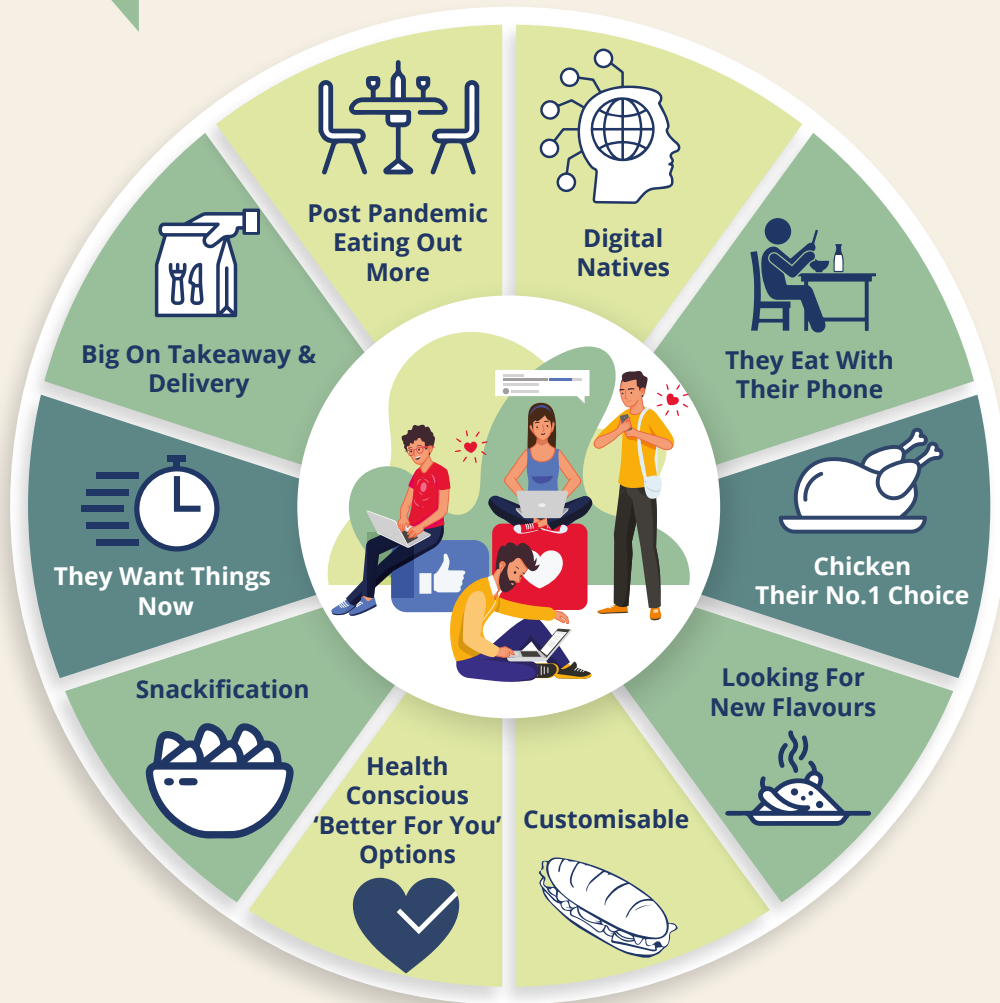 Post Pandemic
Eating Out
More
Digital
Natives
They Eat With
Their Phone
Chicken
Their No.1 Choice
Looking For
New Flavours
Customisable
Health
Conscious
‘Better For You’
Options
Snackification
They Want Things
Now
Big On Takeaway &
Delivery